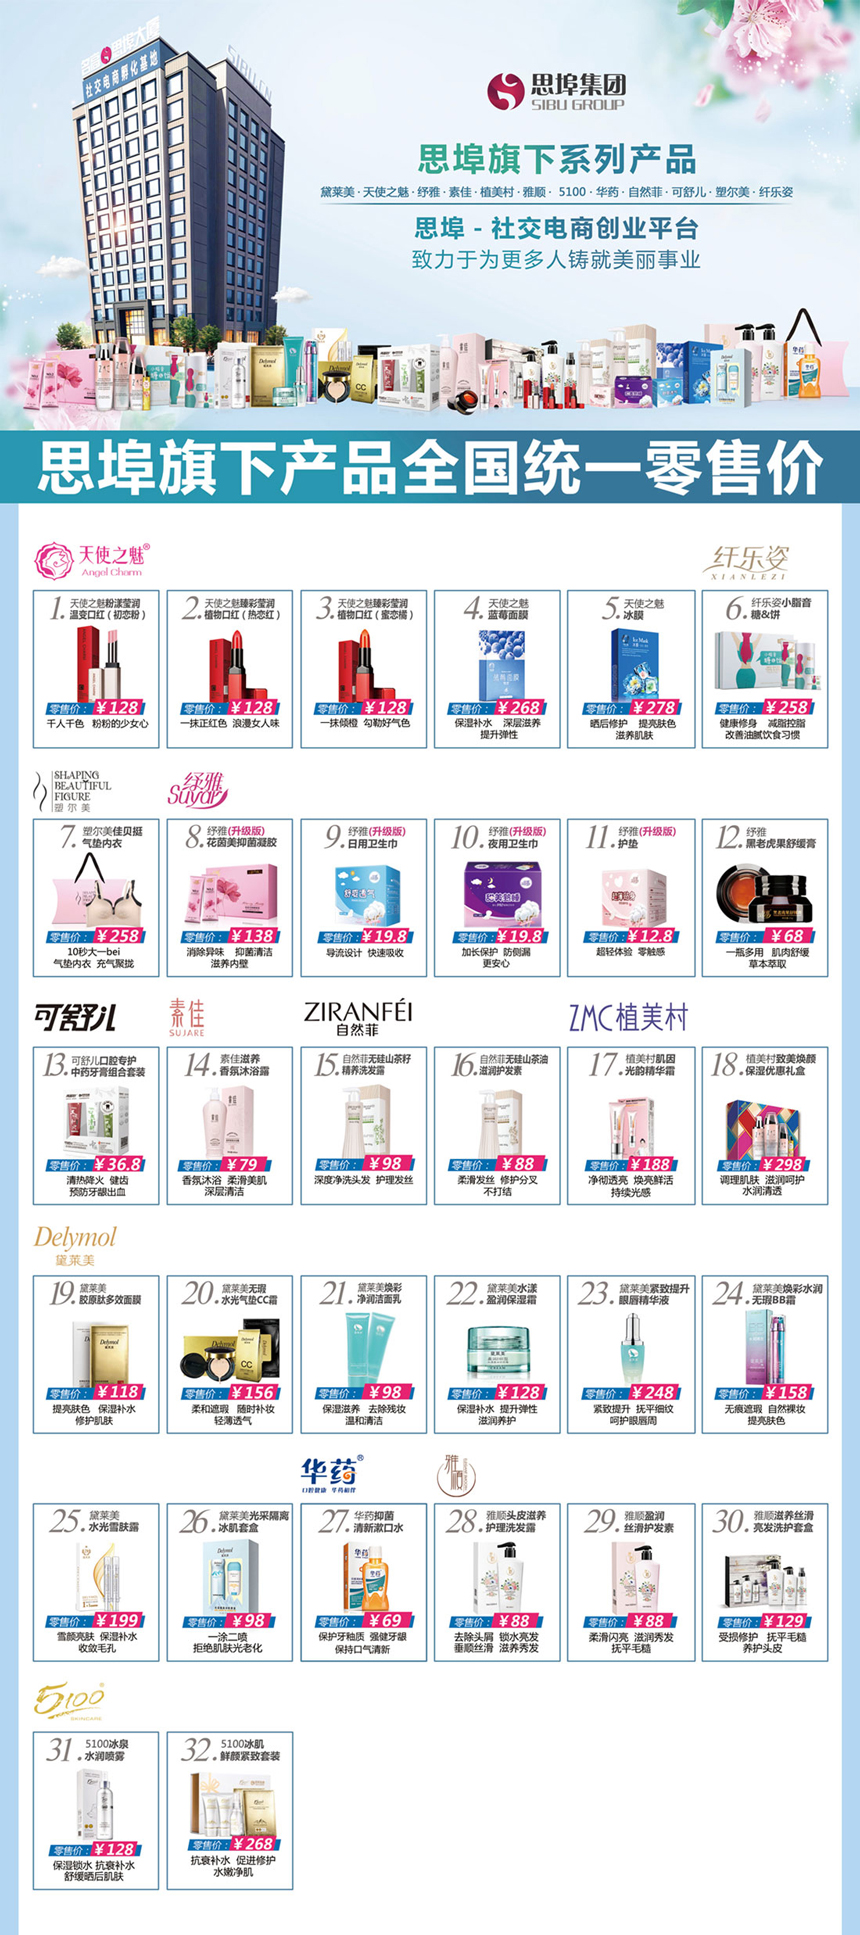 名道思埠大厦
社交电商孵化基地
SIBU.CN
思埠集团
SIBU GROUP
思埠旗下系列产品
黛莱美·天使之魅·纾雅·素佳·植美村·雅顺·5100·华药·自然菲·可舒儿·塑尔美·纤乐姿
思埠 - 社交电商创业平台
致力于为更多人铸就美丽事业
思埠旗下产品全国统一零售价
天使之魅®
Angel Charm
纤乐姿
XIANLEZI
1. 天使之魅粉漾莹润
温变口红（初恋粉）
零售价：￥128
千人千色 粉粉的少女心
2. 天使之魅臻彩莹润
植物口红（热恋红）
零售价：￥128
一抹正红色 浪漫女人味
3. 天使之魅臻彩莹润
植物口红（蜜恋橘）
零售价：￥128
一抹倾橙 勾勒好气色
4. 天使之魅
蓝莓面膜
零售价：￥268
保湿补水 深层滋养
提升弹性
5. 天使之魅
冰膜
零售价：￥278
晒后修护 提亮肤色
滋养肌肤
6. 纤乐姿小脂音
糖&饼
零售价：￥258
健康修身 减脂控脂
改善油腻饮食习惯
SHAPING
BEAUTIFUL
FIGURE
塑尔美
纾雅
Suyar
7. 塑尔美佳贝挺
气垫内衣
零售价：￥258
10秒大一bei
气垫内衣 充气聚拢
8. 纾雅(升级版)
花茵美抑菌凝胶
零售价：￥138
消除异味 抑菌清洁
滋养内壁
9. 纾雅(升级版)
日用卫生巾
零售价：￥19.8
导流设计 快速吸收
10. 纾雅(升级版)
夜用卫生巾
零售价：￥19.8
加长保护 防侧漏
更安心
11. 纾雅(升级版)
护垫
零售价：￥12.8
超轻体验 零触感
12. 纾雅
黑老虎果舒缓膏
零售价：￥68
一瓶多用 肌肉舒缓
草本萃取
可舒儿
素佳
SUJARE
ZIRANFÉI
自然菲
ZMC植美村
13. 可舒儿口腔专护
中药牙膏组合套装
零售价：￥36.8
清热降火 健齿
预防牙龈出血
14. 素佳滋养
香氛沐浴露
零售价：￥79
香氛沐浴 柔滑美肌
深层清洁
15. 自然菲无硅山茶籽
精养洗发露
零售价：￥98
深度净洗头发 护理发丝
16. 自然菲无硅山茶油
滋润护发素
零售价：￥88
柔滑发丝 修护分叉
不打结
17. 植美村肌因
光韵精华霜
零售价：￥188
净彻透亮 焕亮鲜活
持续光感
18. 植美村致美焕颜
保湿优惠礼盒
零售价：￥298
调理肌肤 滋润呵护
水润清透
Delymol
黛莱美
19. 黛莱美
胶原肽多效面膜
零售价：￥118
提亮肤色 保湿补水
修护肌肤
20. 黛莱美无瑕
水光气垫CC霜
零售价：￥156
柔和遮瑕 随时补妆
轻薄透气
21. 黛莱美焕彩
净润洁面乳
零售价：￥98
保湿滋养 去除残妆
温和清洁
22. 黛莱美水漾
盈润保湿霜
零售价：￥128
保湿补水 提升弹性
滋润养护
23. 黛莱美紧致提升
眼唇精华液
零售价：￥248
紧致提升 抚平细纹
呵护眼唇周
24. 黛莱美焕彩水润
无瑕BB霜
零售价：￥158
无痕遮瑕 自然裸妆
提亮肤色
华药®
口腔健康 华药相伴
雅顺
25. 黛莱美
水光雪肤露
零售价：￥199
雪颜亮肤 保湿补水
收敛毛孔
26. 黛莱美光采隔离
冰肌套盒
零售价：￥98
一涂二喷
拒绝肌肤光老化
27. 华药抑菌
清新漱口水
零售价：￥69
保护牙釉质 强健牙龈
保持口气清新
28. 雅顺头皮滋养
护理洗发露
零售价：￥88
去除头屑 锁水亮发
垂顺丝滑 滋养秀发
29. 雅顺盈润
丝滑护发素
零售价：￥88
柔滑闪亮 滋润秀发
抚平毛糙
30. 雅顺滋养丝滑
亮发洗护套盒
零售价：￥129
受损修护 抚平毛糙
养护头皮
5100
SKINCARE
31. 5100冰泉
水润喷雾
零售价：￥128
保湿锁水 抗衰补水
舒缓晒后肌肤
32. 5100冰肌
鲜颜紧致套装
零售价：￥268
抗衰补水 促进修护
水嫩净肌